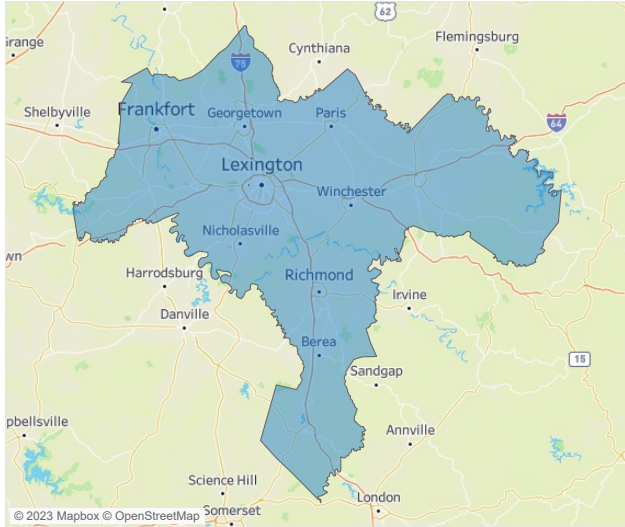 62
Grange
Cynthiana
Flemingsburg
75
Shelbyville
Frankfort
Georgetown
Paris
64
Lexington
Winchester
Nicholasville
wn
Harrodsburg
Richmond
Irvine
Danville
Berea
15
Sandgap
pbellsville
Annville
Science Hill
London
Somerset
© 2023 Mapbox © OpenStreetMap